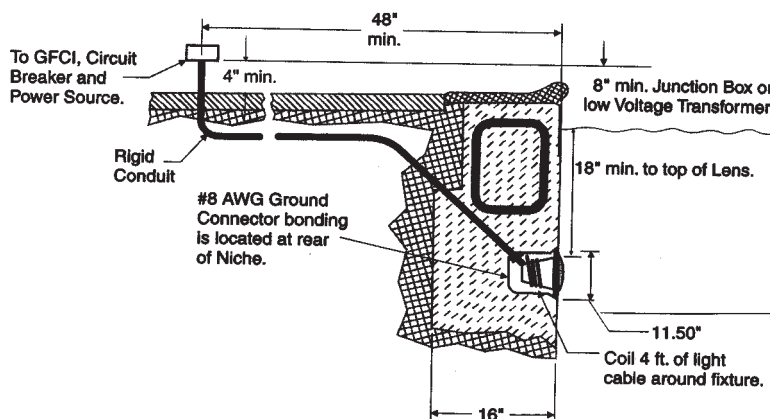 48"
min.
To GFCI, Circuit
Breaker and
Power Source.
4" min.
8" min. Junction Box or
low Voltage Transformer
Rigid
Conduit
18" min. to top of Lens.
#8 AWG Ground
Connector bonding
is located at rear
of Niche.
11.50"
Coil 4 ft. of light
cable around fixture.
16"